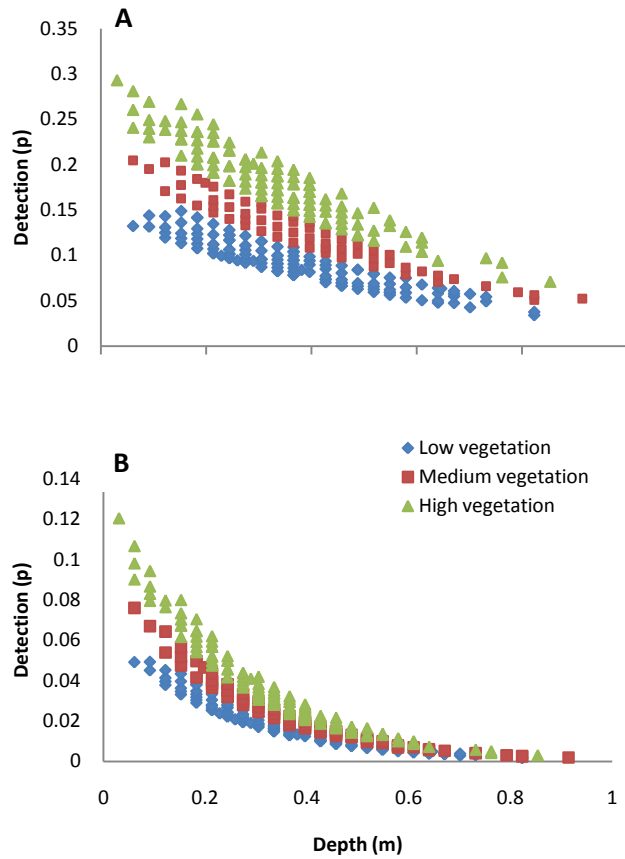 A
0.35
0.3
0.25
0.2
0.15
0.1
0.05
0
Detection (p)
Low vegetation
Medium vegetation
High vegetation
B
0.14
0.12
0.1
0.08
0.06
0.04
0.02
0
Detection (p)
0 0.2 0.4 0.6 0.8 1
Depth (m)